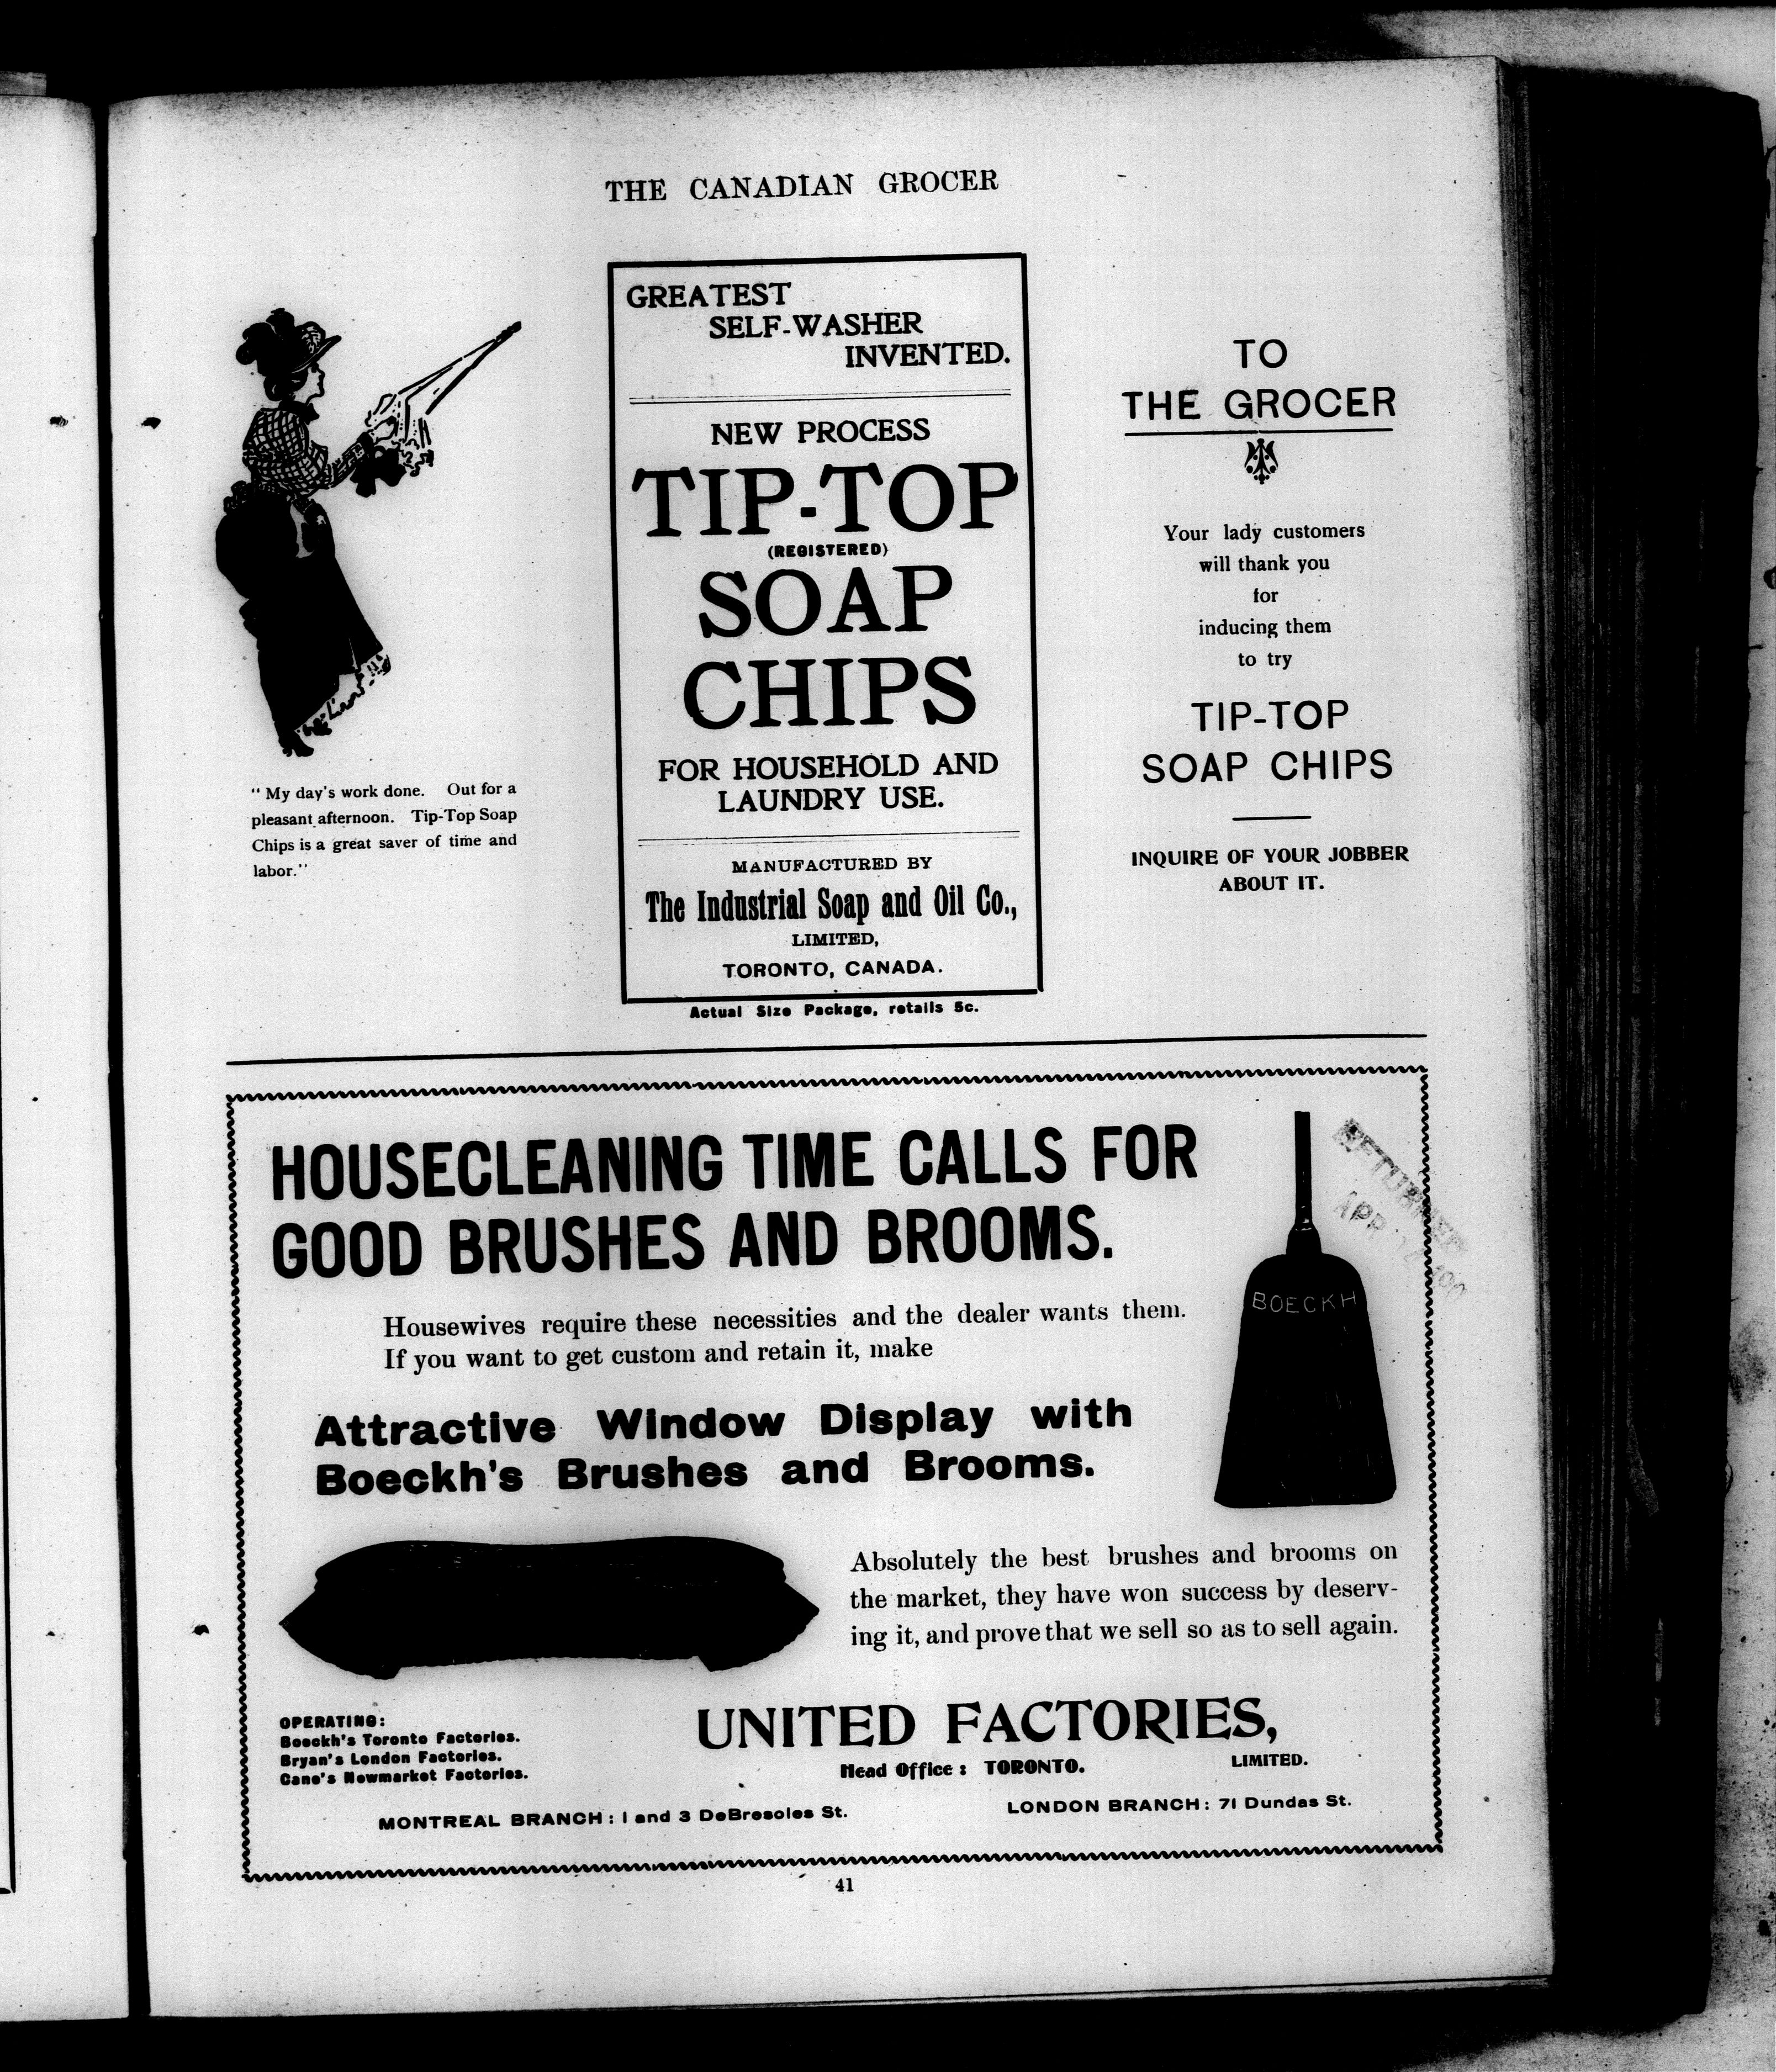 THE CANADIAN GROCER
"My day's work done. Out for a
pleasant afternoon. Tip-Top Soap
Chips is a great saver of time and
labor."
GREATEST
SELF-WASHER
INVENTED.
NEW PROCESS
TIP-TOP
(REGISTERED)
SOAP
CHIPS
FOR HOUSEHOLD AND
LAUNDRY USE.
MANUFACTURED BY
The Industrial Soap and Oil Co.,
LIMITED,
TORONTO, CANADA.
Actual Size Package, retails 5c.
TO
THE GROCER
Your lady customers
will thank you
for
inducing them
to try
TIP-TOP
SOAP CHIPS
INQUIRE OF YOUR JOBBER
ABOUT IT.
HOUSECLEANING TIME CALLS FOR
GOOD BRUSHES AND BROOMS.
APR
BOECKH
Housewives require these necessities and the dealer wants them.
If you want to get custom and retain it, make
Attractive Window Display with
Boeckh's Brushes and Brooms.
Absolutely the best brushes and brooms on
the market, they have won success by deserv-
ing it, and prove that we sell so as to sell again.
OPERATING:
Boeckh's Toronto Factories.
Bryan's London Factories.
Cane's Newmarket Factories.
UNITED FACTORIES,
LIMITED.
Head Office: TORONTO.
MONTREAL BRANCH: 1 and 3 DeBresoles St.
LONDON BRANCH: 71 Dundas St.
41